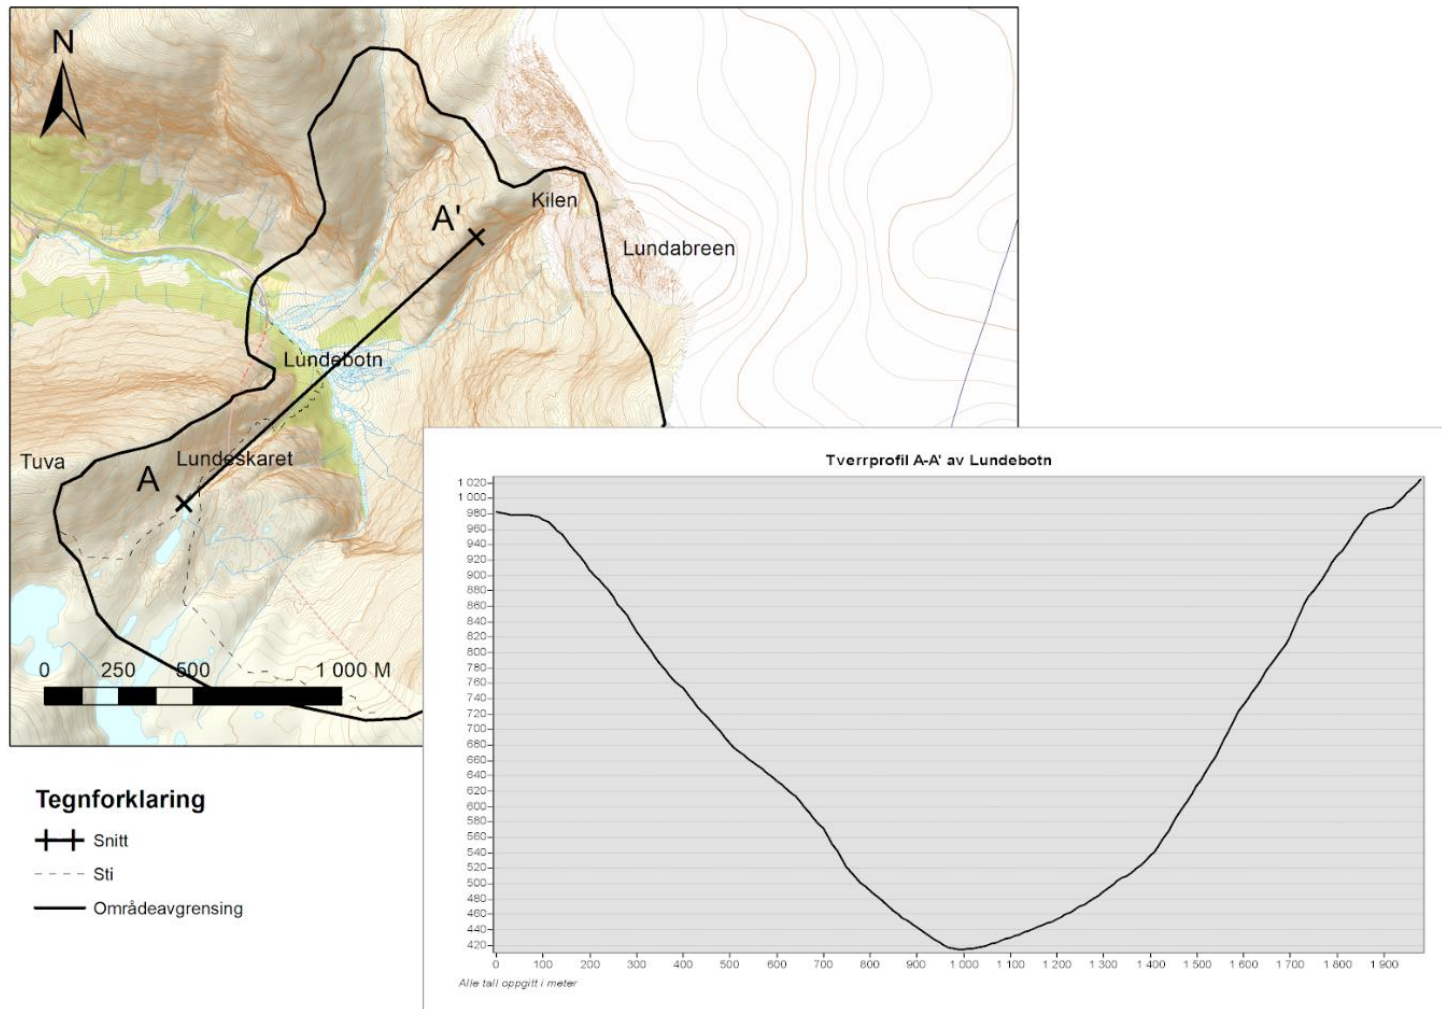 N
A'
Kilen
Lundabreen
Lundebotn
Tuva
Lundeskaret
A
0 250 500 1 000 M
Tegnforklaring
Snitt
Sti
Områdeavgrensing
Tverrprofil A-A' av Lundebotn
1 020
1 000
980
960
940
920
900
880
860
840
820
800
780
760
740
720
700
680
660
640
620
600
580
560
540
520
500
480
460
440
420
0 100 200 300 400 500 600 700 800 900 1 000 1 100 1 200 1 300 1 400 1 500 1 600 1 700 1 800 1 900
Alle tall oppgitt i meter